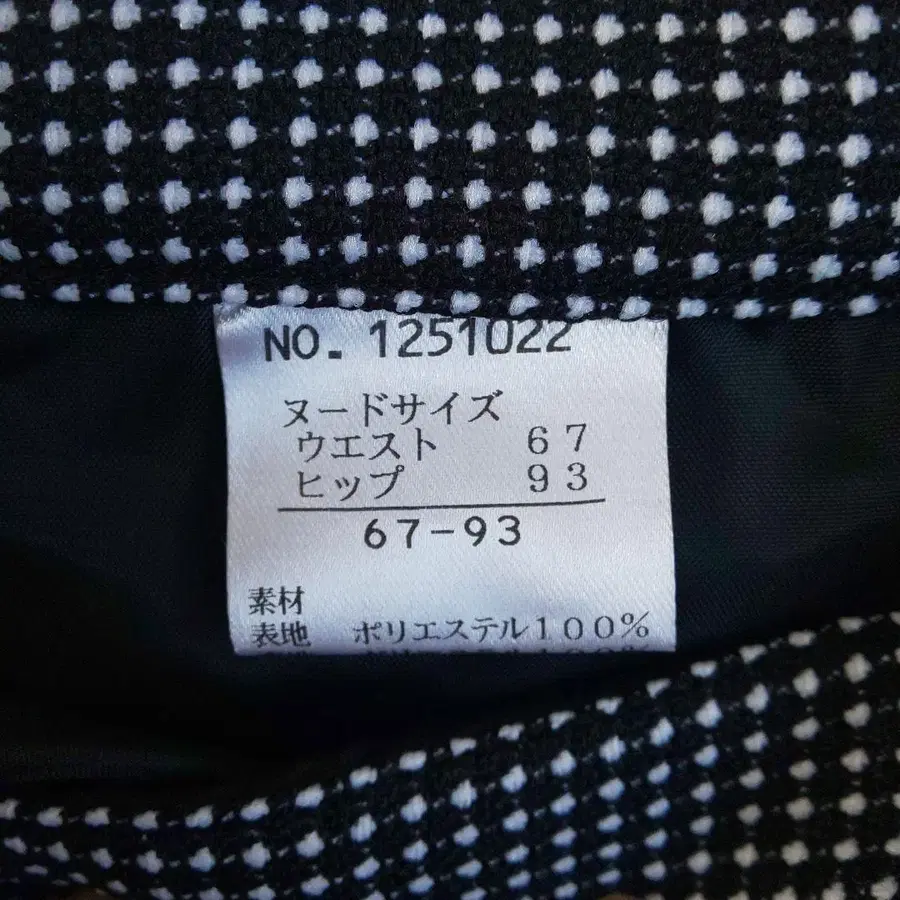 NO. 1251022
ヌードサイズ
ウエスト 67
ヒップ 93
67-93
素材
表地 ポリエステル100%